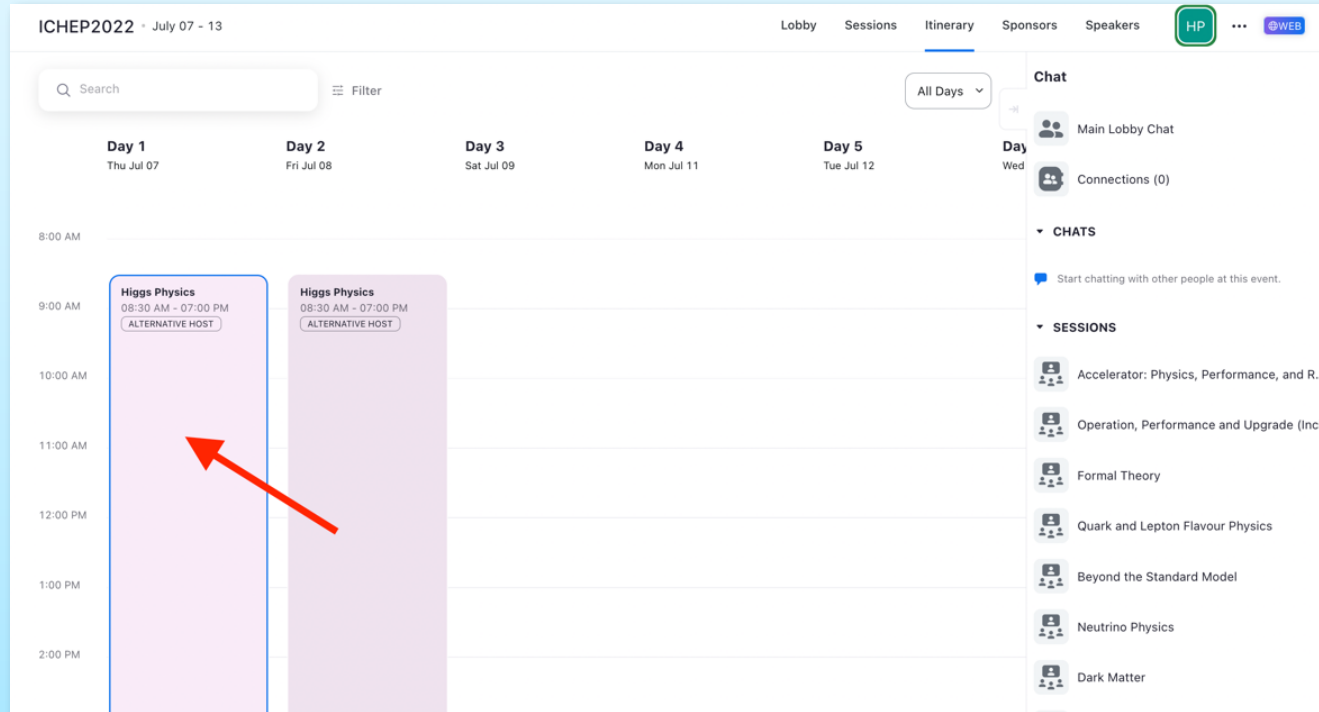 ICHEP2022 • July 07 - 13
Lobby Sessions Itinerary Sponsors Speakers HP ••• WEB
Search
Filter
All Days
Day 1
Thu Jul 07
Day 2
Fri Jul 08
Day 3
Sat Jul 09
Day 4
Mon Jul 11
Day 5
Tue Jul 12
Day
Wed
8:00 AM
9:00 AM
10:00 AM
11:00 AM
12:00 PM
1:00 PM
2:00 PM
Higgs Physics
08:30 AM - 07:00 PM
ALTERNATIVE HOST
Higgs Physics
08:30 AM - 07:00 PM
ALTERNATIVE HOST
Chat
Main Lobby Chat
Connections (0)
CHATS
Start chatting with other people at this event.
SESSIONS
Accelerator: Physics, Performance, and R..
Operation, Performance and Upgrade (Inc
Formal Theory
Quark and Lepton Flavour Physics
Beyond the Standard Model
Neutrino Physics
Dark Matter